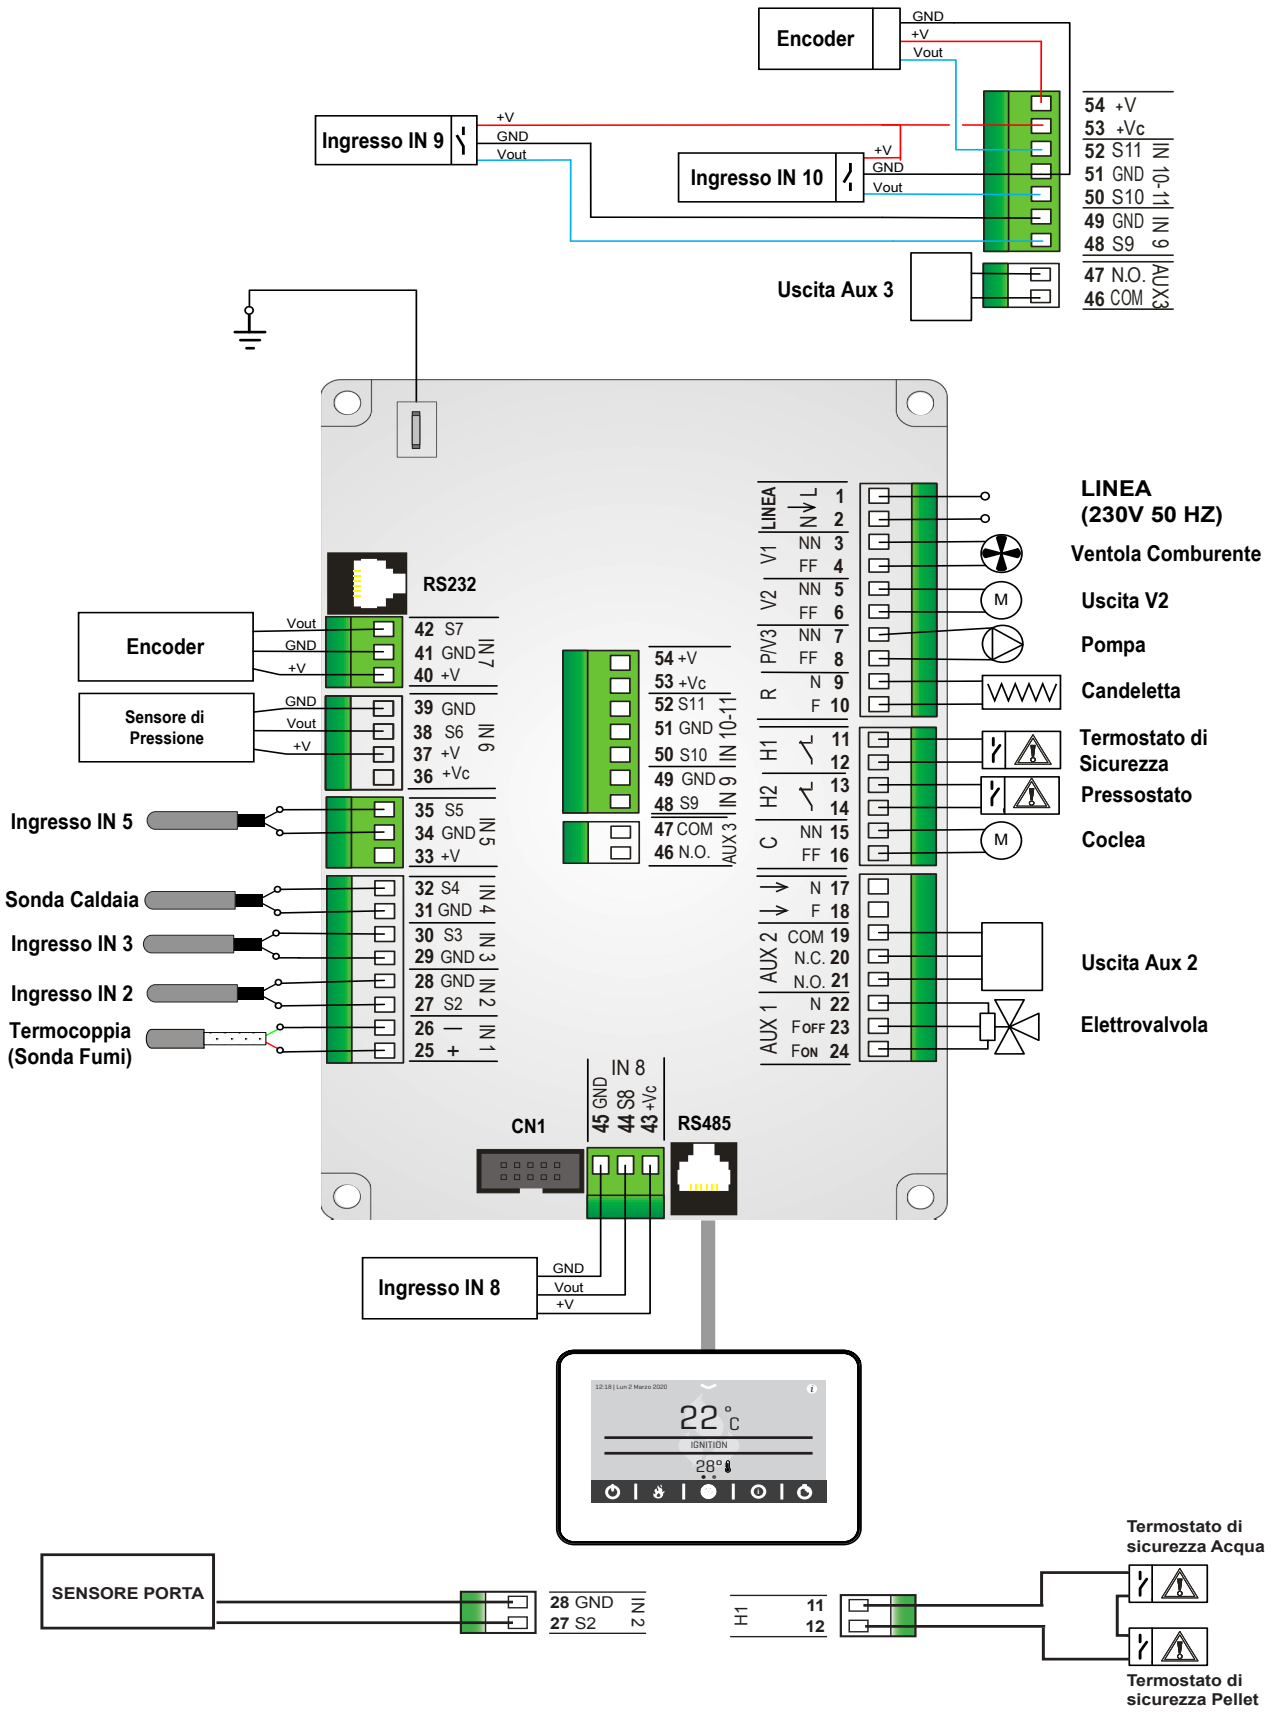 Encoder
GND
+V
Vout
Ingresso IN 9
+V
GND
Vout
Ingresso IN 10
+V
GND
Vout
54 +V
53 +Vc
52 S11
51 GND
50 S10
IN 10-11
49 GND
48 S9
IN 9
Uscita Aux 3
47 N.O.
46 COM
AUX3
LINEA
N L
1
2
LINEA
(230V 50 HZ)
V1
NN 3
FF 4
Ventola Comburente
V2
NN 5
FF 6
M
Uscita V2
P/V3
NN 7
FF 8
Pompa
R
N 9
F 10
Candeletta
H1
11
12
Termostato di
Sicurezza
H2
13
14
Pressostato
C
NN 15
FF 16
M
Coclea
N 17
F 18
AUX 2
COM 19
N.C. 20
N.O. 21
Uscita Aux 2
AUX 1
N 22
FOFF 23
FON 24
Elettrovalvola
RS232
Encoder
Vout
GND
+V
42 S7
41 GND
40 +V
IN 7
Sensore di
Pressione
GND
Vout
+V
39 GND
38 S6
37 +V
36 +Vc
IN 6
Ingresso IN 5
35 S5
34 GND
33 +V
IN 5
Sonda Caldaia
32 S4
31 GND
IN 4
Ingresso IN 3
30 S3
29 GND
IN 3
Ingresso IN 2
28 GND
27 S2
IN 2
Termocoppia
(Sonda Fumi)
26 —
25 +
IN 1
54 +V
53 +Vc
52 S11
51 GND
50 S10
IN 10-11
49 GND
48 S9
IN 9
47 COM
46 N.O.
AUX 3
IN 8
45 GND
44 S8
43 +Vc
CN1
RS485
Ingresso IN 8
GND
Vout
+V
12:18 | Lun 2 Marzo 2020
i
22°C
IGNITION
28°
SENSORE PORTA
28 GND
27 S2
IN 2
H1
11
12
Termostato di
sicurezza Acqua
Termostato di
sicurezza Pellet